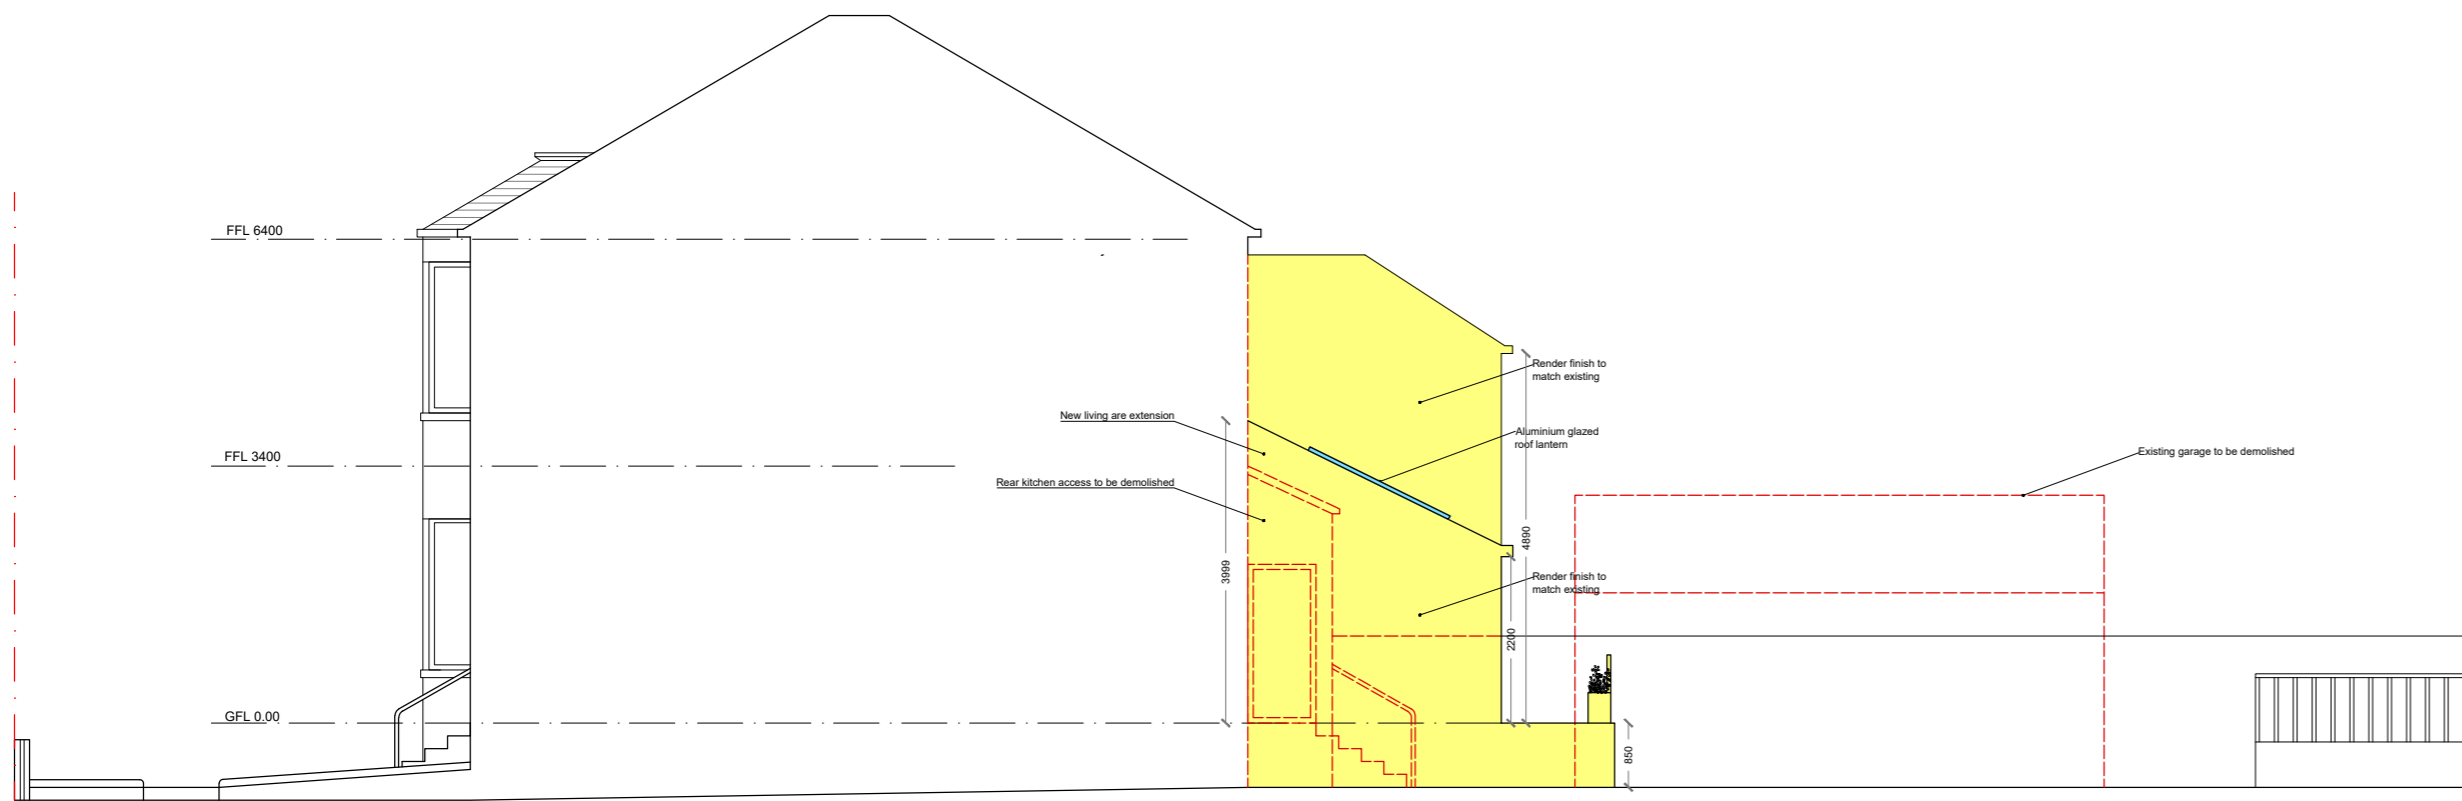 FFL 6400
Render finish to
match existing
New living are extension
Aluminium glazed
roof lantern
Existing garage to be demolished
FFL 3400
Rear kitchen access to be demolished
4890
3999
Render finish to
match existing
2200
GFL 0.00
850